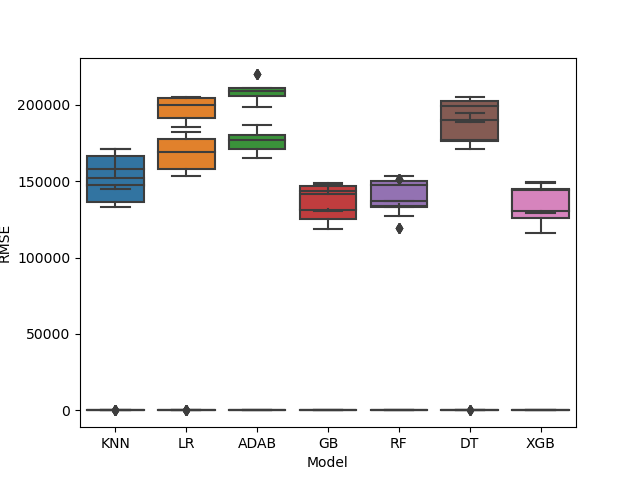 200000
150000
100000
50000
0
RMSE
KNN LR ADAB GB RF DT XGB
Model